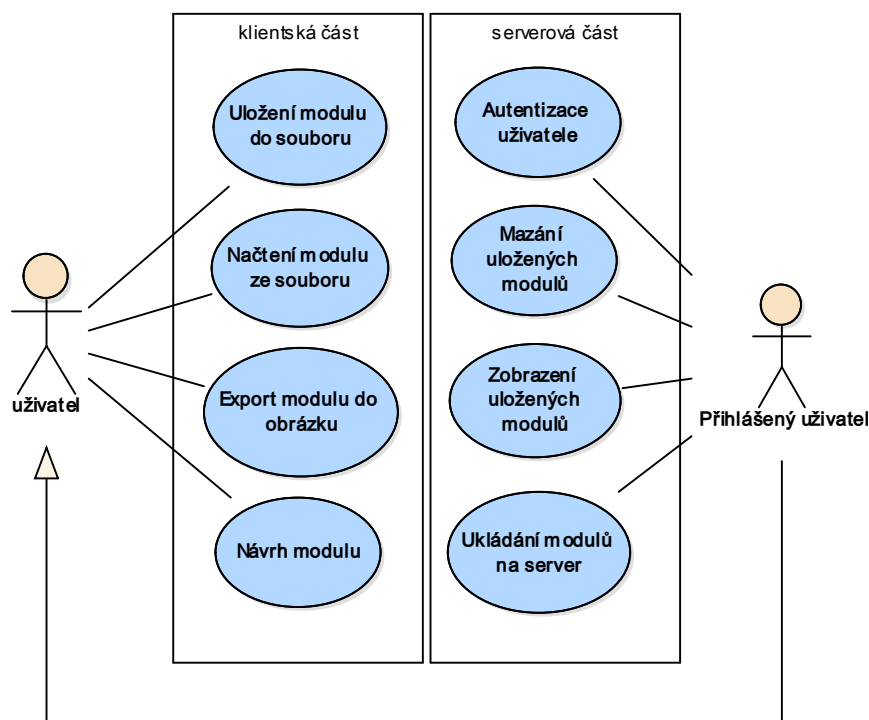 klientská část
serverová část
Uložení modulu
do souboru
Autentizace
uživatele
Načtení modulu
ze souboru
Mazání
uložených
modulů
Export modulu do
obrázku
Zobrazení
uložených
modulů
uživatel
Přihlášený uživatel
Návrh modulu
Ukládání modulů
na server